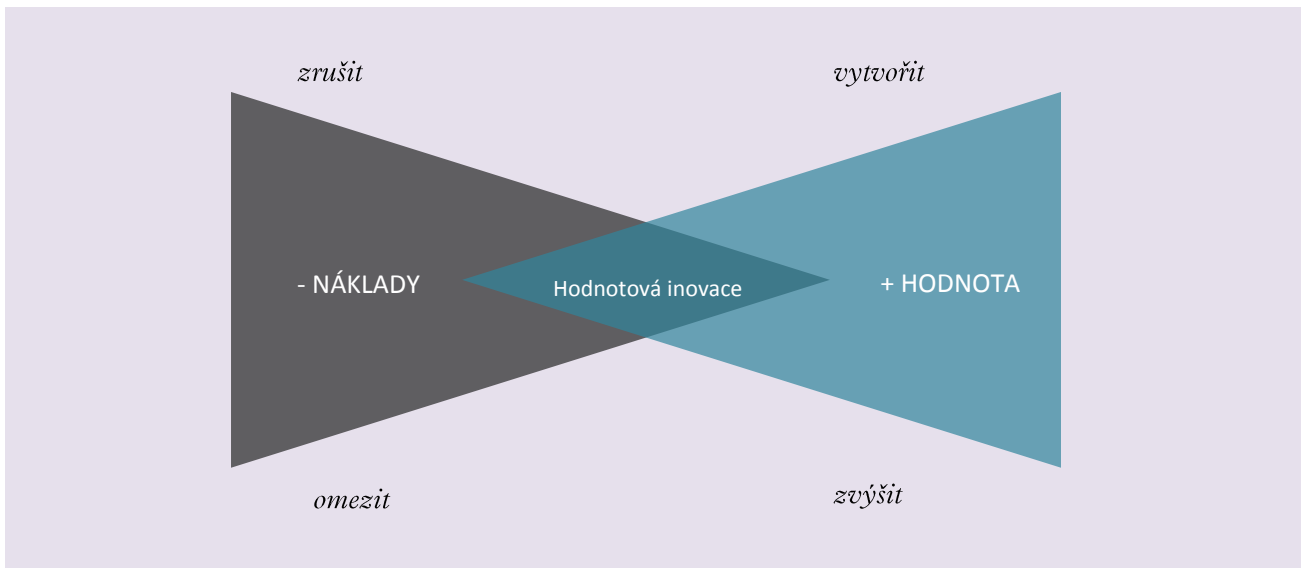 zrušit
vytvořit
- NÁKLADY
Hodnotová inovace
+ HODNOTA
omezit
zvýšit